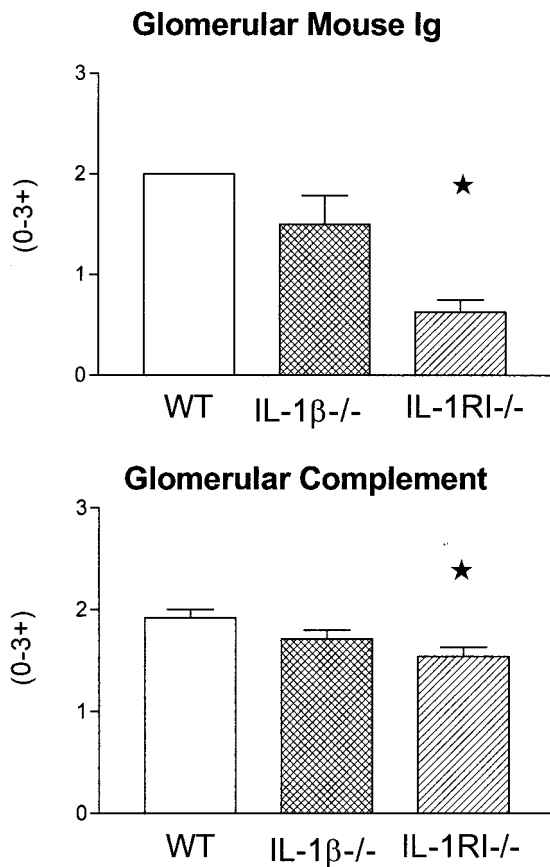 Glomerular Mouse Ig
3
2
1
0
(0-3+)
WT IL-1β-/- IL-1RI-/-
Glomerular Complement
3
2
1
0
(0-3+)
WT IL-1β-/- IL-1RI-/-